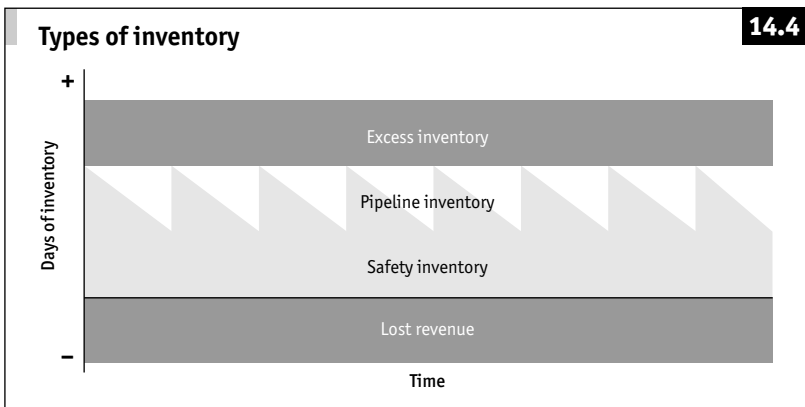 14.4
Types of inventory
+
Days of inventory
Excess inventory
Pipeline inventory
Safety inventory
Lost revenue
–
Time